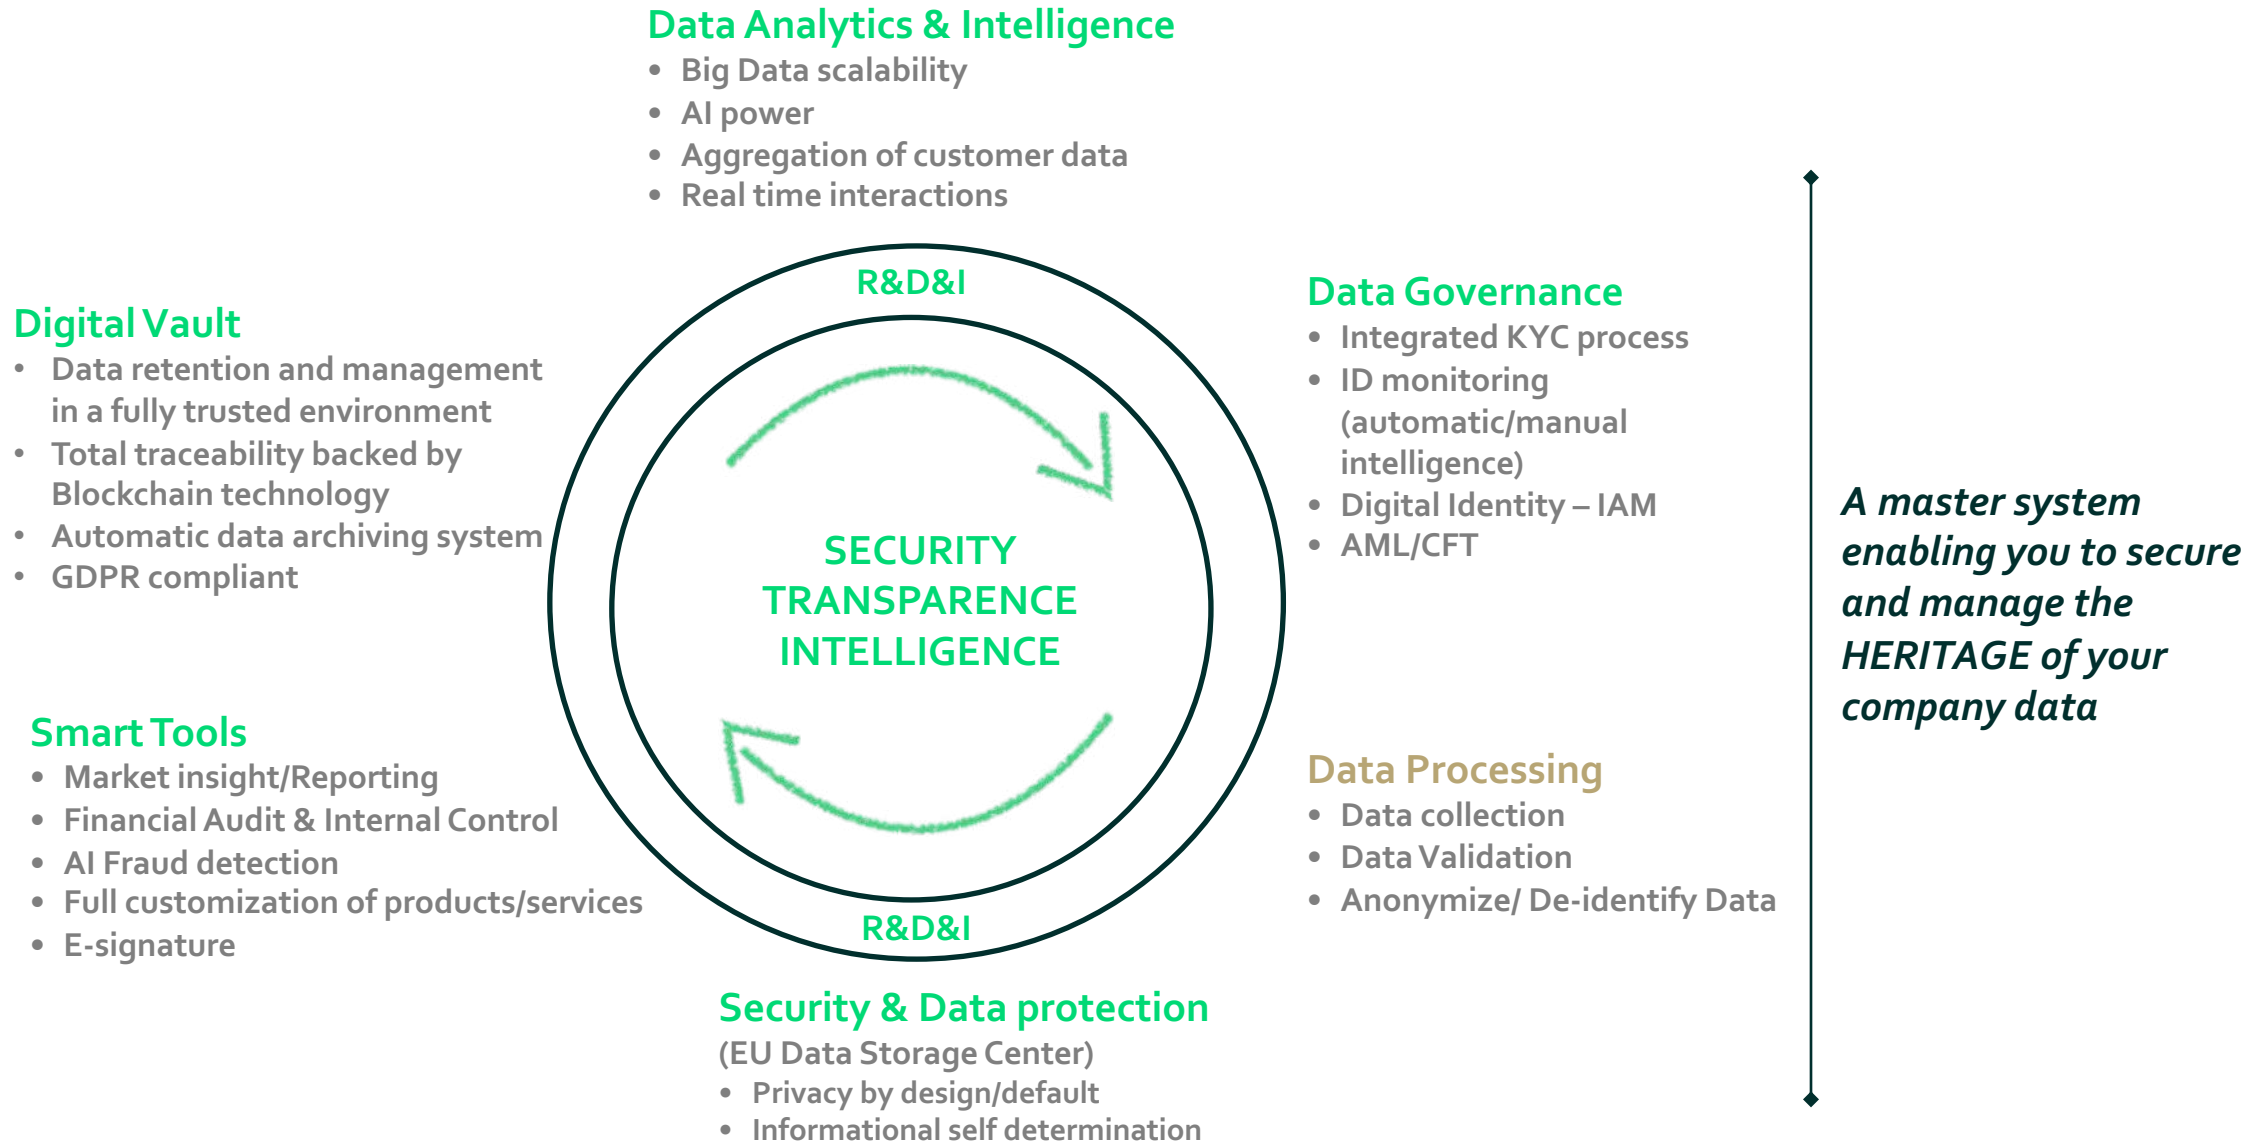 Data Analytics & Intelligence
• Big Data scalability
• AI power
• Aggregation of customer data
• Real time interactions
R&D&I
Digital Vault
• Data retention and management
in a fully trusted environment
• Total traceability backed by
Blockchain technology
• Automatic data archiving system
• GDPR compliant
Data Governance
• Integrated KYC process
• ID monitoring
(automatic/manual
intelligence)
• Digital Identity – IAM
• AML/CFT
SECURITY
TRANSPARENCE
INTELLIGENCE
A master system
enabling you to secure
and manage the
HERITAGE of your
company data
Smart Tools
• Market insight/Reporting
• Financial Audit & Internal Control
• AI Fraud detection
• Full customization of products/services
• E-signature
Data Processing
• Data collection
• Data Validation
• Anonymize/ De-identify Data
R&D&I
Security & Data protection
(EU Data Storage Center)
• Privacy by design/default
• Informational self determination